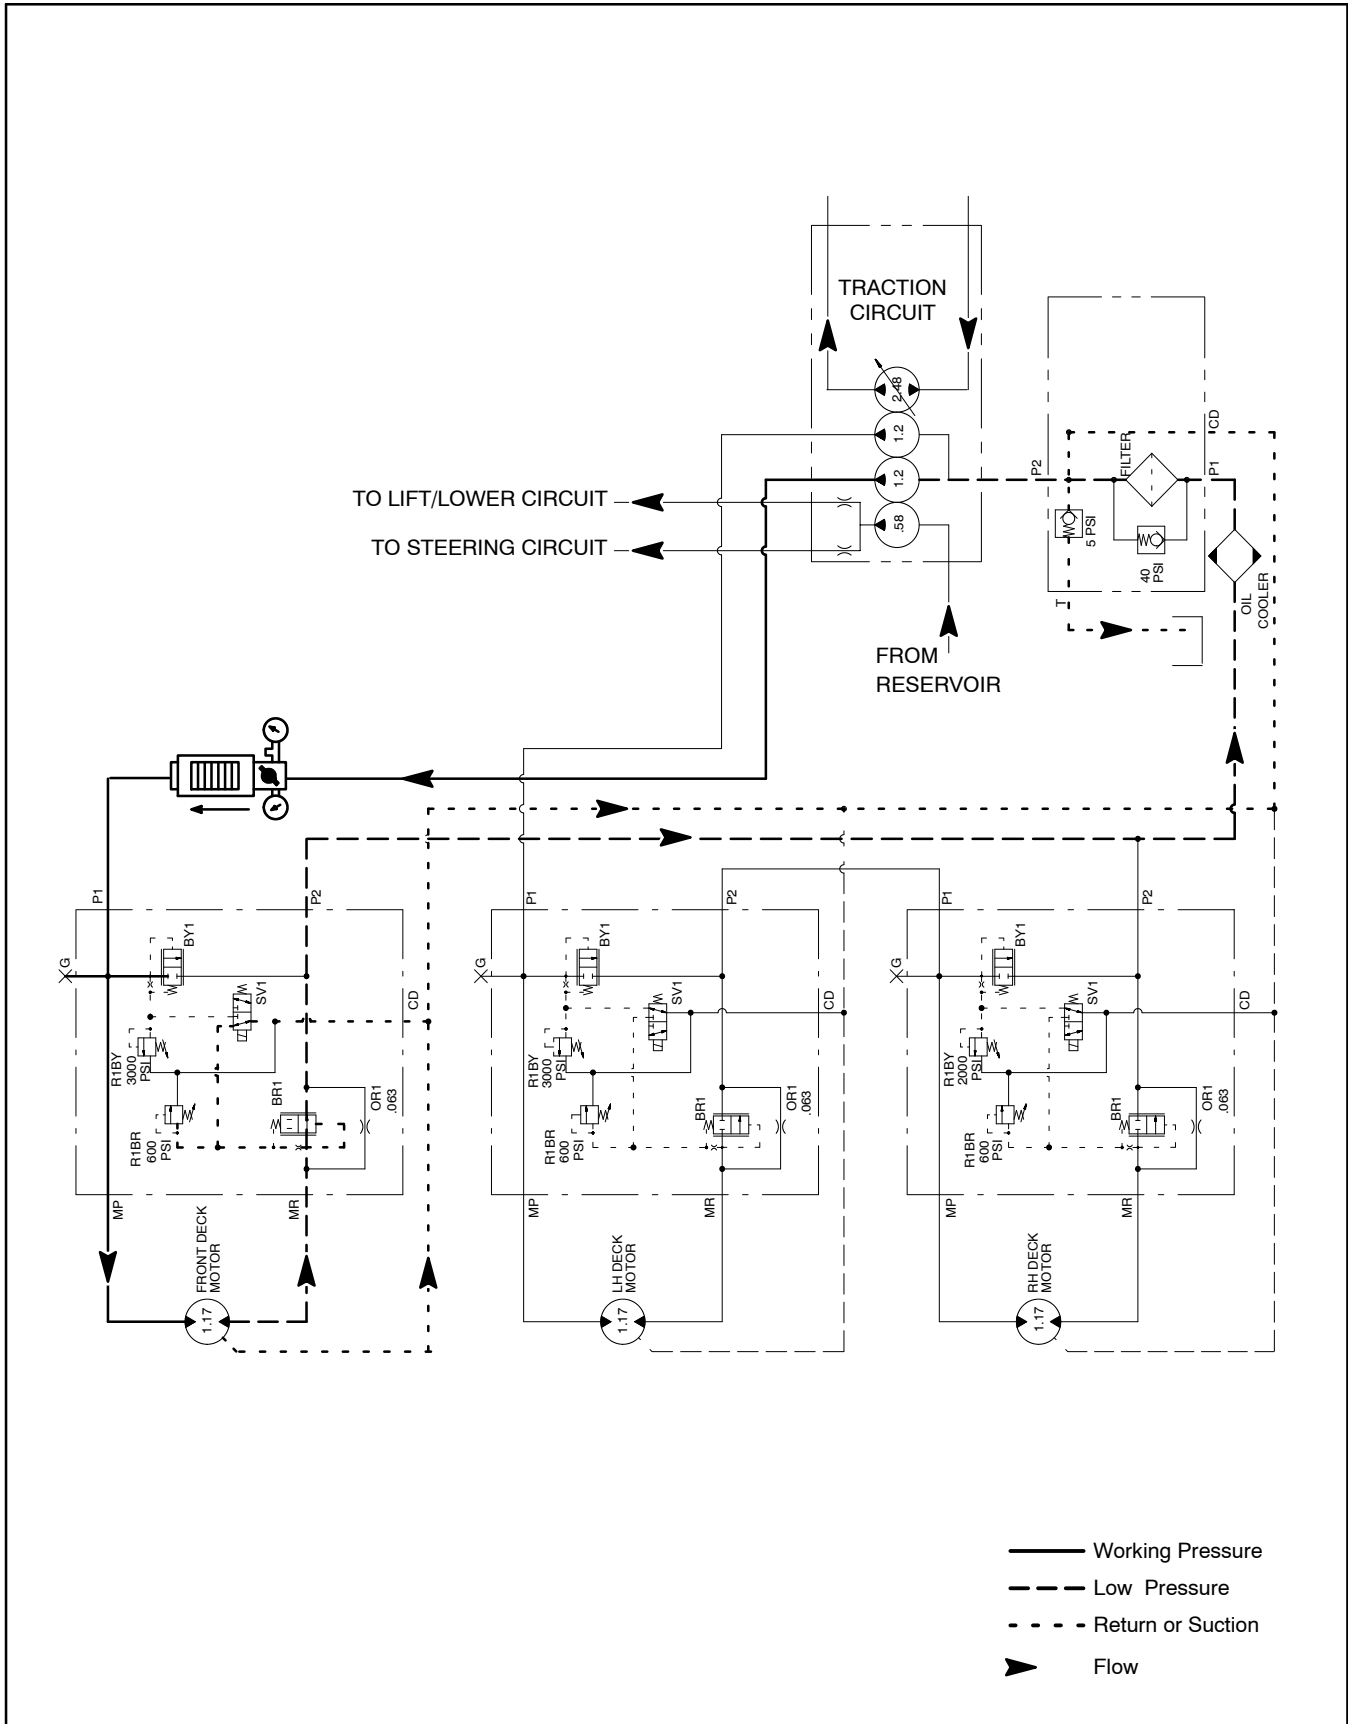 TRACTION
CIRCUIT
2.48
1.2
1.2
.58
TO LIFT/LOWER CIRCUIT
TO STEERING CIRCUIT
FROM
RESERVOIR
P2
FILTER
CD
P1
5 PSI
40
PSI
T
OIL
COOLER
P1
P2
G
BY1
SV1
CD
R1BY
3000
PSI
R1BR
600
PSI
BR1
OR1
.063
MP
MR
FRONT DECK
MOTOR
1.17
P1
P2
G
BY1
SV1
CD
R1BY
3000
PSI
R1BR
600
PSI
BR1
OR1
.063
MP
MR
LH DECK
MOTOR
1.17
P1
P2
G
BY1
SV1
CD
R1BY
2000
PSI
R1BR
600
PSI
BR1
OR1
.063
MP
MR
RH DECK
MOTOR
1.17
Working Pressure
Low Pressure
Return or Suction
Flow